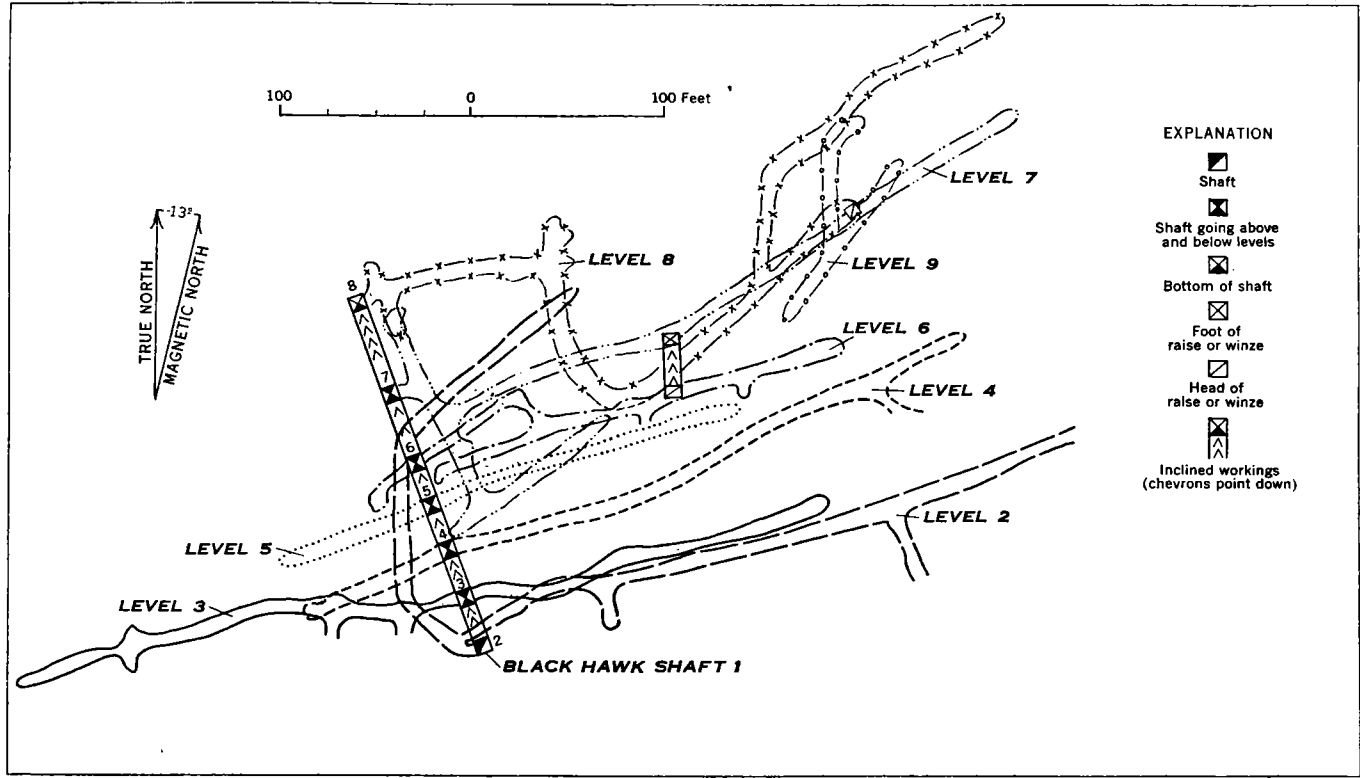 100 0 100 Feet
-13°
TRUE NORTH
MAGNETIC NORTH
LEVEL 7
LEVEL 8
LEVEL 9
LEVEL 6
LEVEL 4
LEVEL 2
LEVEL 5
LEVEL 3
8
7
6
5
4
3
2
BLACK HAWK SHAFT 1
EXPLANATION
Shaft
Shaft going above
and below levels
Bottom of shaft
Foot of
raise or winze
Head of
raise or winze
Inclined workings
(chevrons point down)